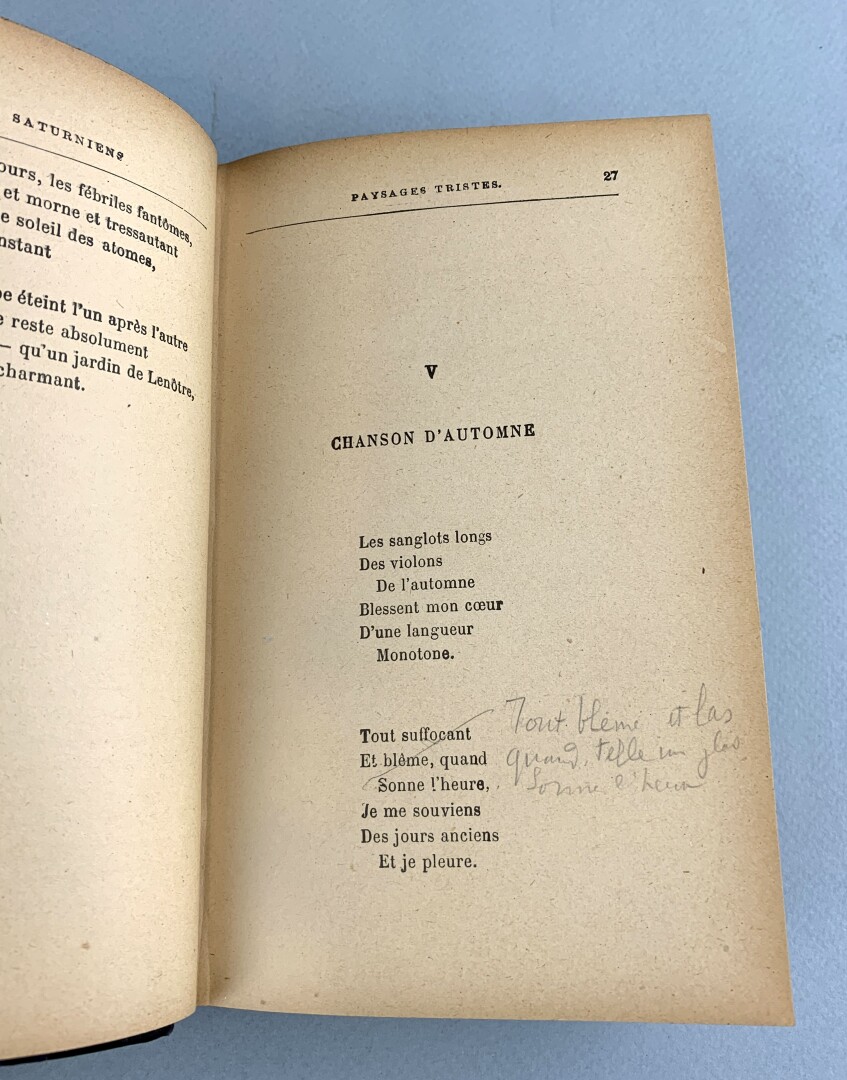 SATURNIENS
ours, les fébriles fantômes,
et morne et tressautant
e soleil des atomes,
nstant
e éteint l'un après l'autre
e reste absolument
— qu'un jardin de Lenôtre,
charmant.
PAYSAGES TRISTES.
27
V
CHANSON D'AUTOMNE
Les sanglots longs
Des violons
De l'automne
Blessent mon cœur
D'une langueur
Monotone.
Tout suffocant
Et blême, quand
Sonne l'heure,
Je me souviens
Des jours anciens
Et je pleure.
Tout blême et las
quand, telle un glas
Sonne l'heure